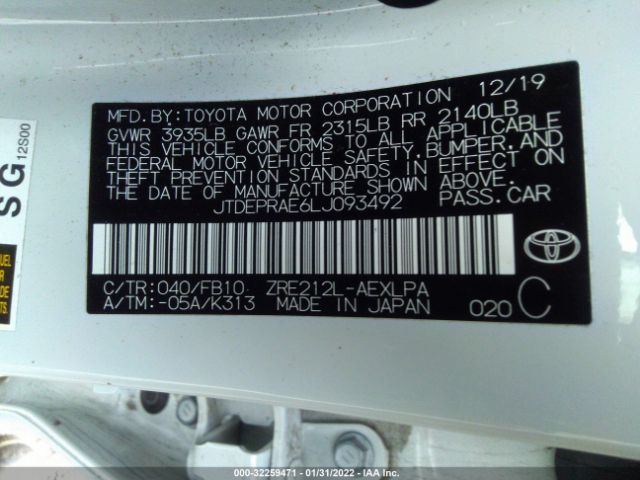 MFD. BY: TOYOTA MOTOR CORPORATION 12/19
GVWR 3935LB GAWR FR 2315LB RR 2140LB
THIS VEHICLE CONFORMS TO ALL APPLICABLE
FEDERAL MOTOR VEHICLE SAFETY, BUMPER, AND
THEFT PREVENTION STANDARDS IN EFFECT ON
THE DATE OF MANUFACTURE SHOWN ABOVE.
JTDEPRAE6LJ093492 PASS.CAR
C/TR: 040/FB10 ZRE212L-AEXLPA
A/TM: -05A/K313 MADE IN JAPAN 020 C
SG
12S00
000-32259471 - 01/31/2022 - IAA Inc.